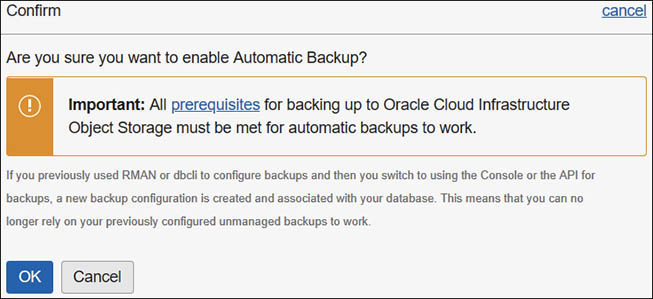 Confirm cancel
Are you sure you want to enable Automatic Backup?
Important: All prerequisites for backing up to Oracle Cloud Infrastructure
Object Storage must be met for automatic backups to work.
If you previously used RMAN or dbcli to configure backups and then you switch to using the Console or the API for
backups, a new backup configuration is created and associated with your database. This means that you can no
longer rely on your previously configured unmanaged backups to work.
OK Cancel